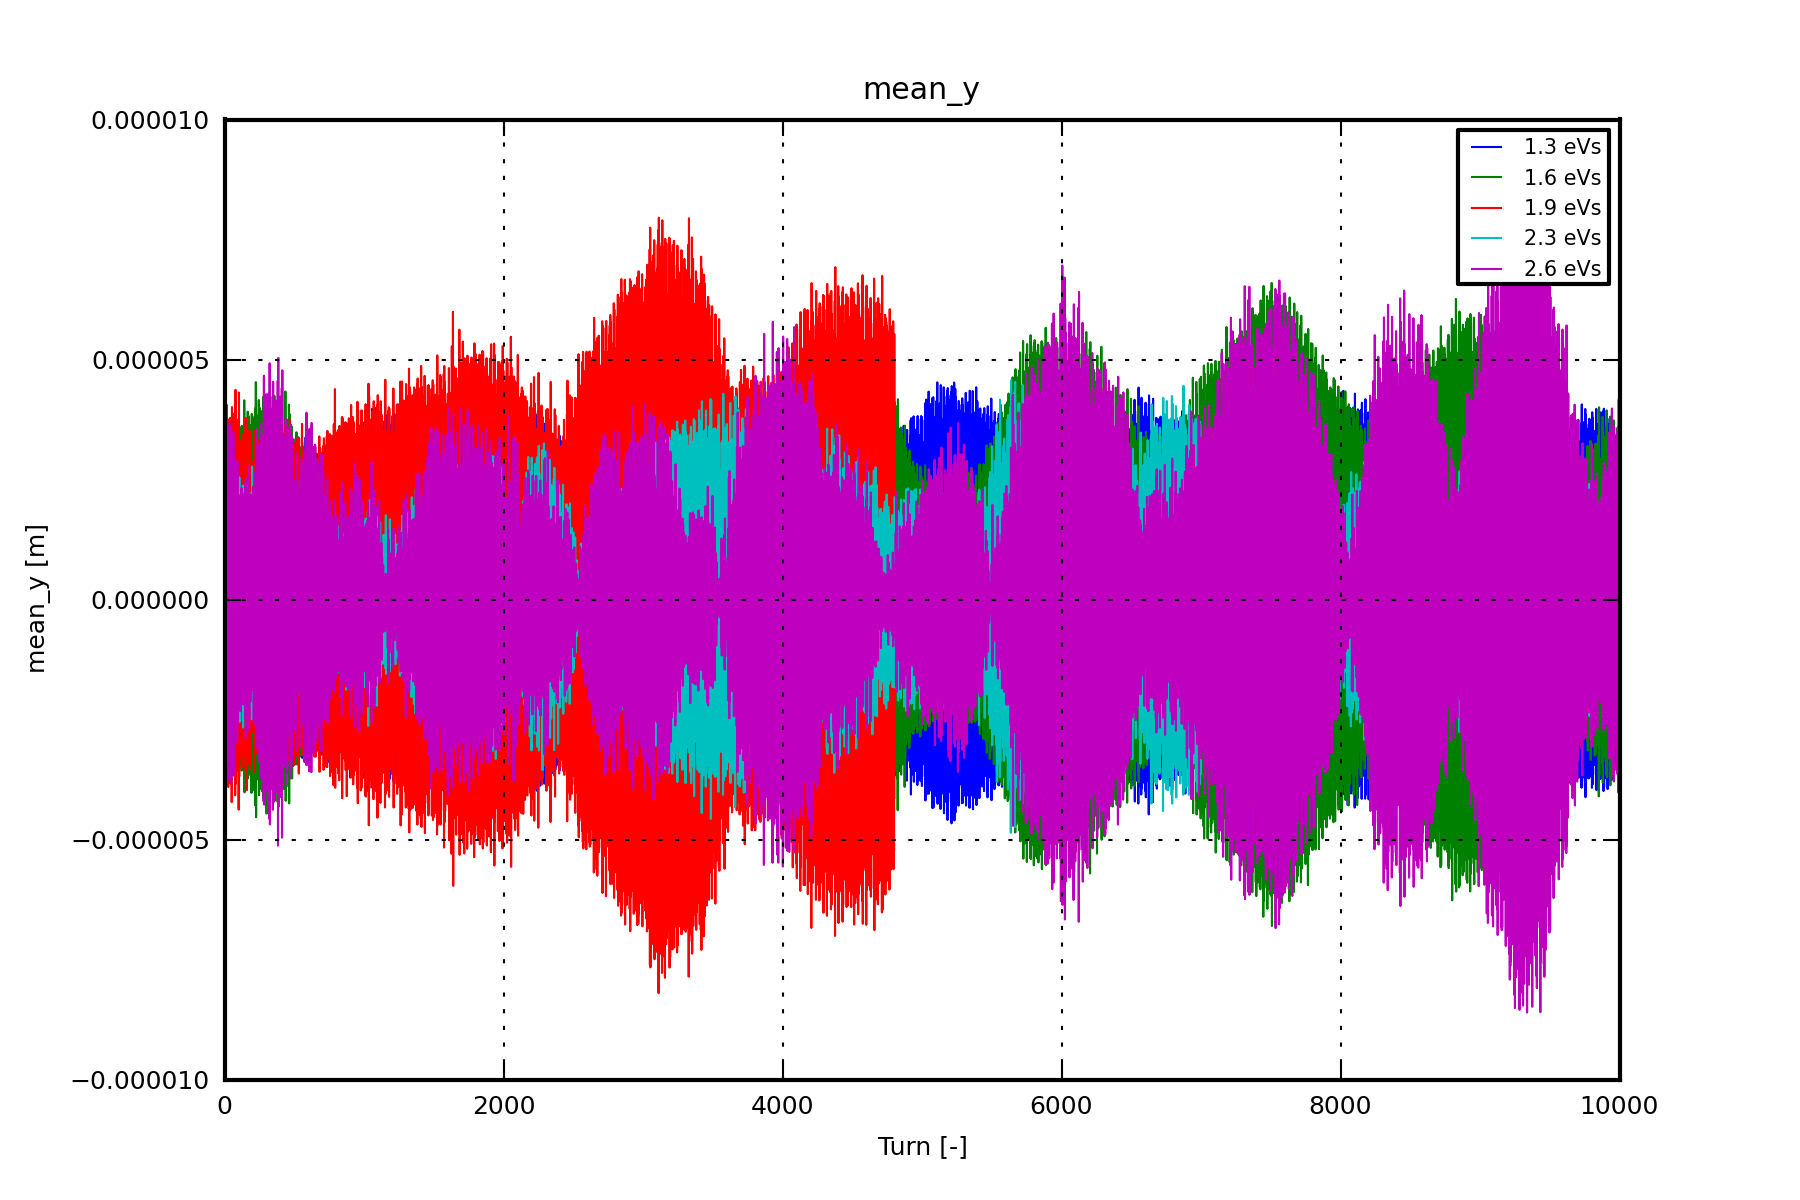 mean_y
0.000010
0.000005
0.000000
−0.000005
−0.000010
mean_y [m]
1.3 eVs
1.6 eVs
1.9 eVs
2.3 eVs
2.6 eVs
0 2000 4000 6000 8000 10000
Turn [-]